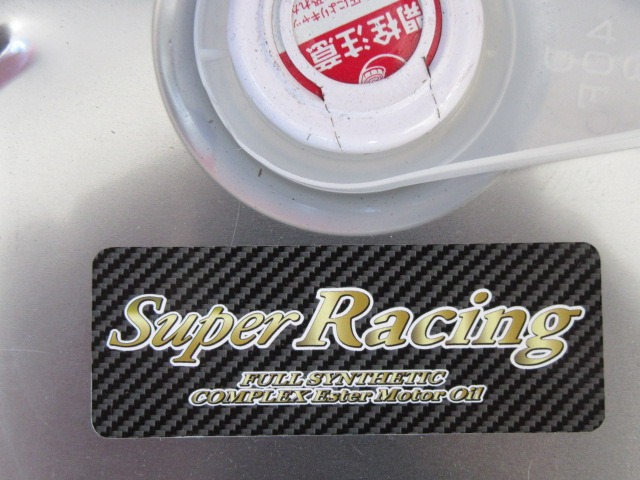 開栓注意
Super Racing
FULL SYNTHETIC
COMPLEX Ester Motor Oil